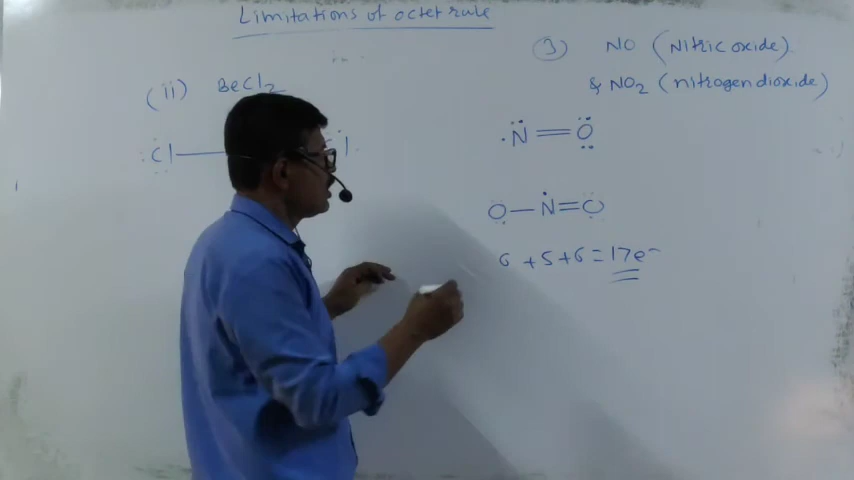 Limitations of octet rule
(ii) BeCl2
Cl—
③ NO (Nitric oxide)
& NO2 (nitrogen dioxide)
N=O
O—N=O
6+5+6=17e−